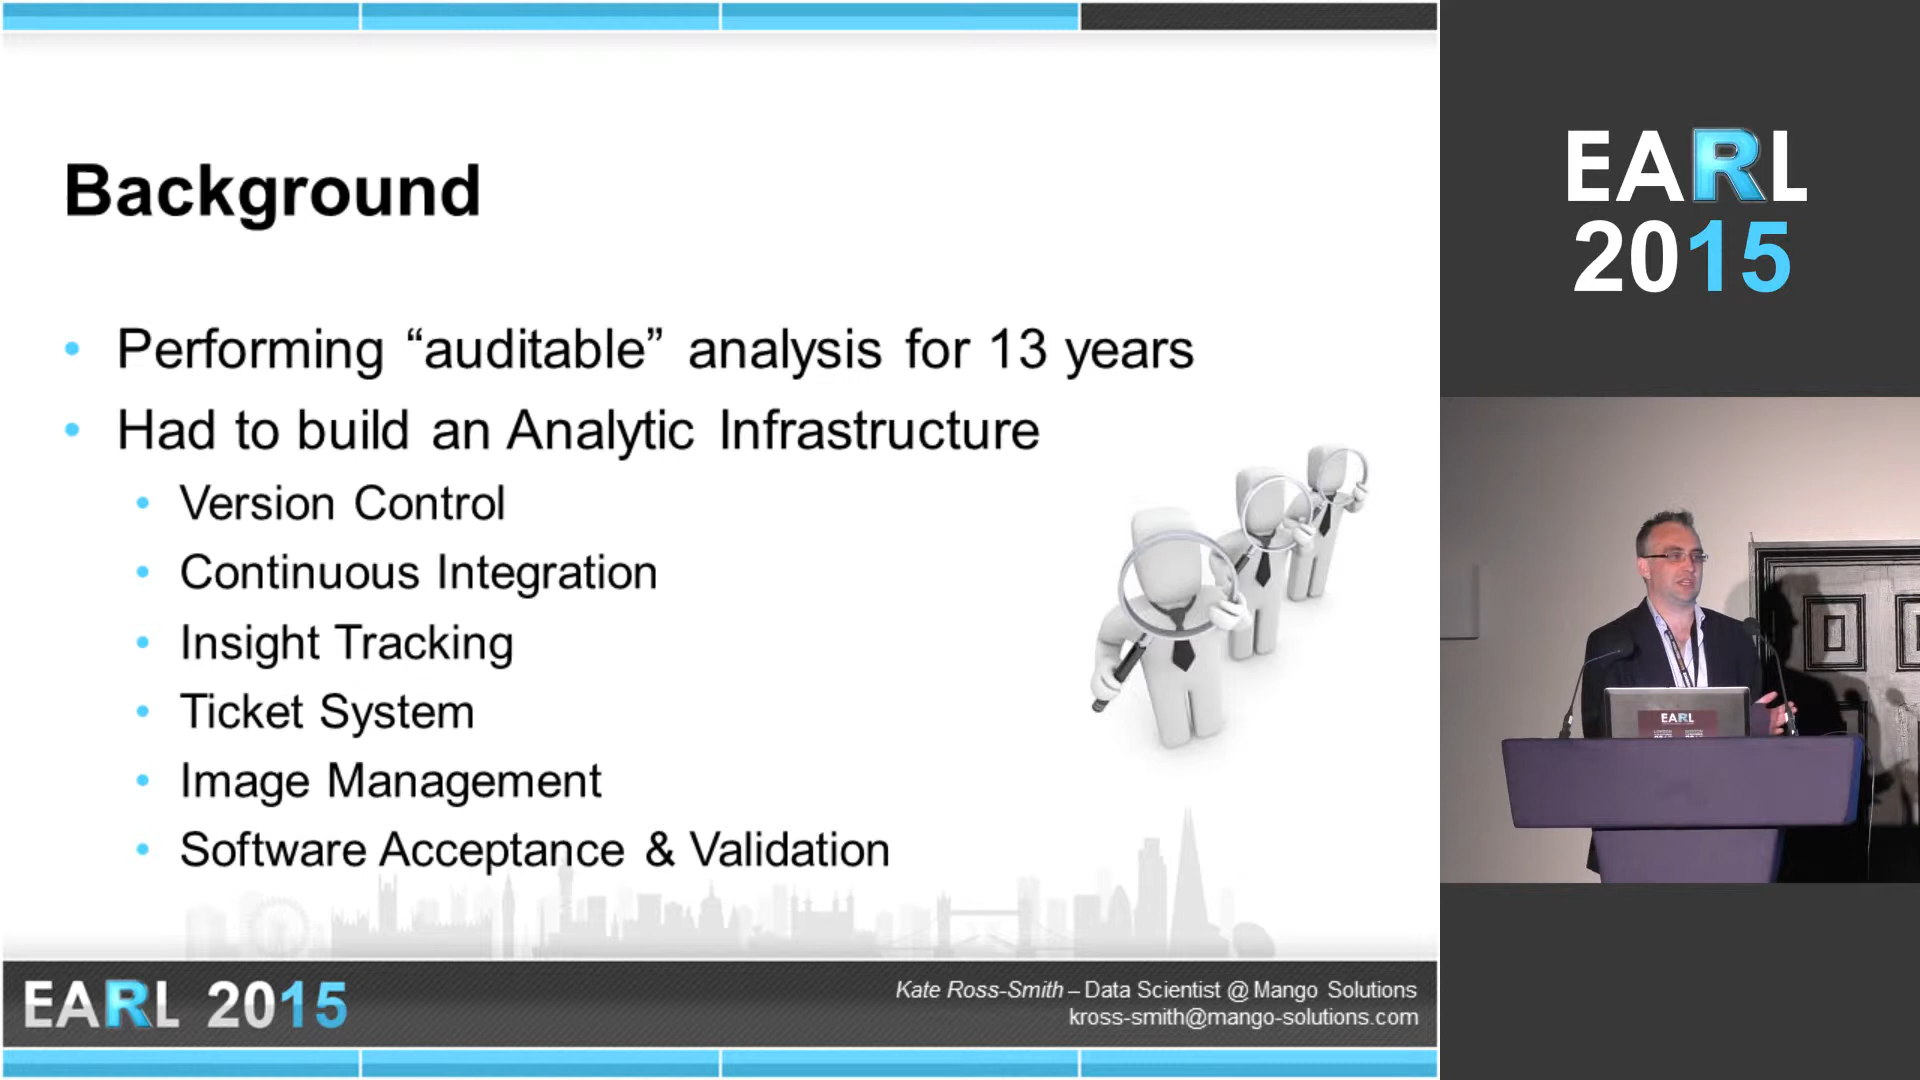 Background
• Performing “auditable” analysis for 13 years
• Had to build an Analytic Infrastructure
• Version Control
• Continuous Integration
• Insight Tracking
• Ticket System
• Image Management
• Software Acceptance & Validation
EARL 2015
Kate Ross-Smith – Data Scientist @ Mango Solutions
kross-smith@mango-solutions.com
EARL
2015
EARL